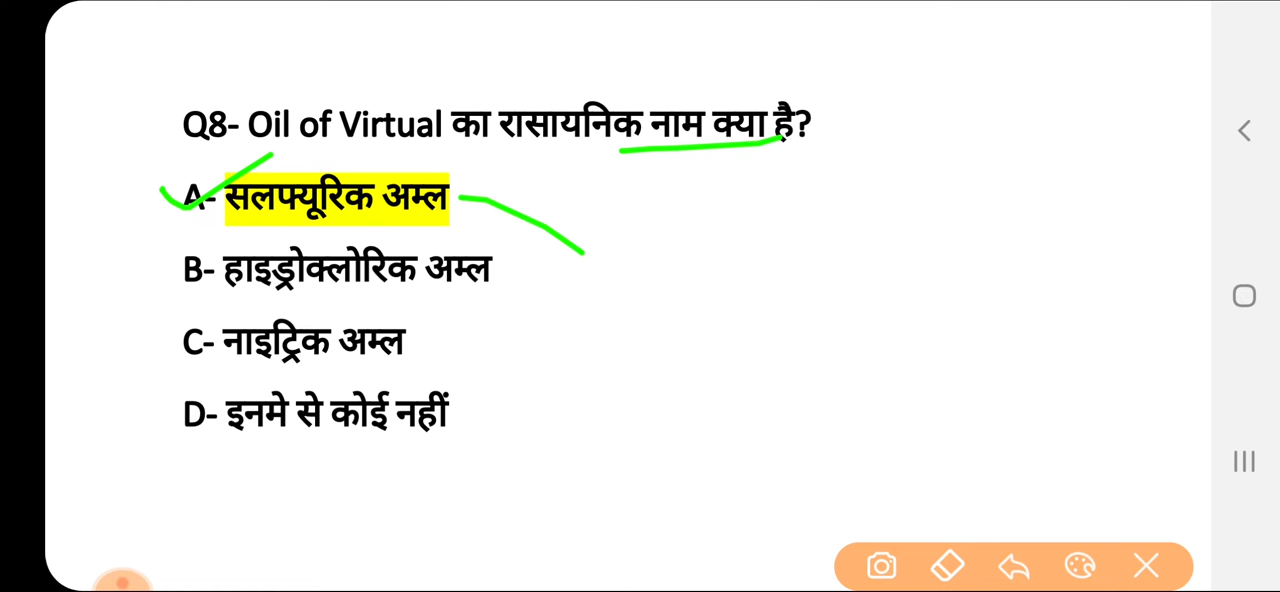 Q8- Oil of Virtual का रासायनिक नाम क्या है?
A- सलफ्यूरिक अम्ल
B- हाइड्रोक्लोरिक अम्ल
C- नाइट्रिक अम्ल
D- इनमे से कोई नहीं